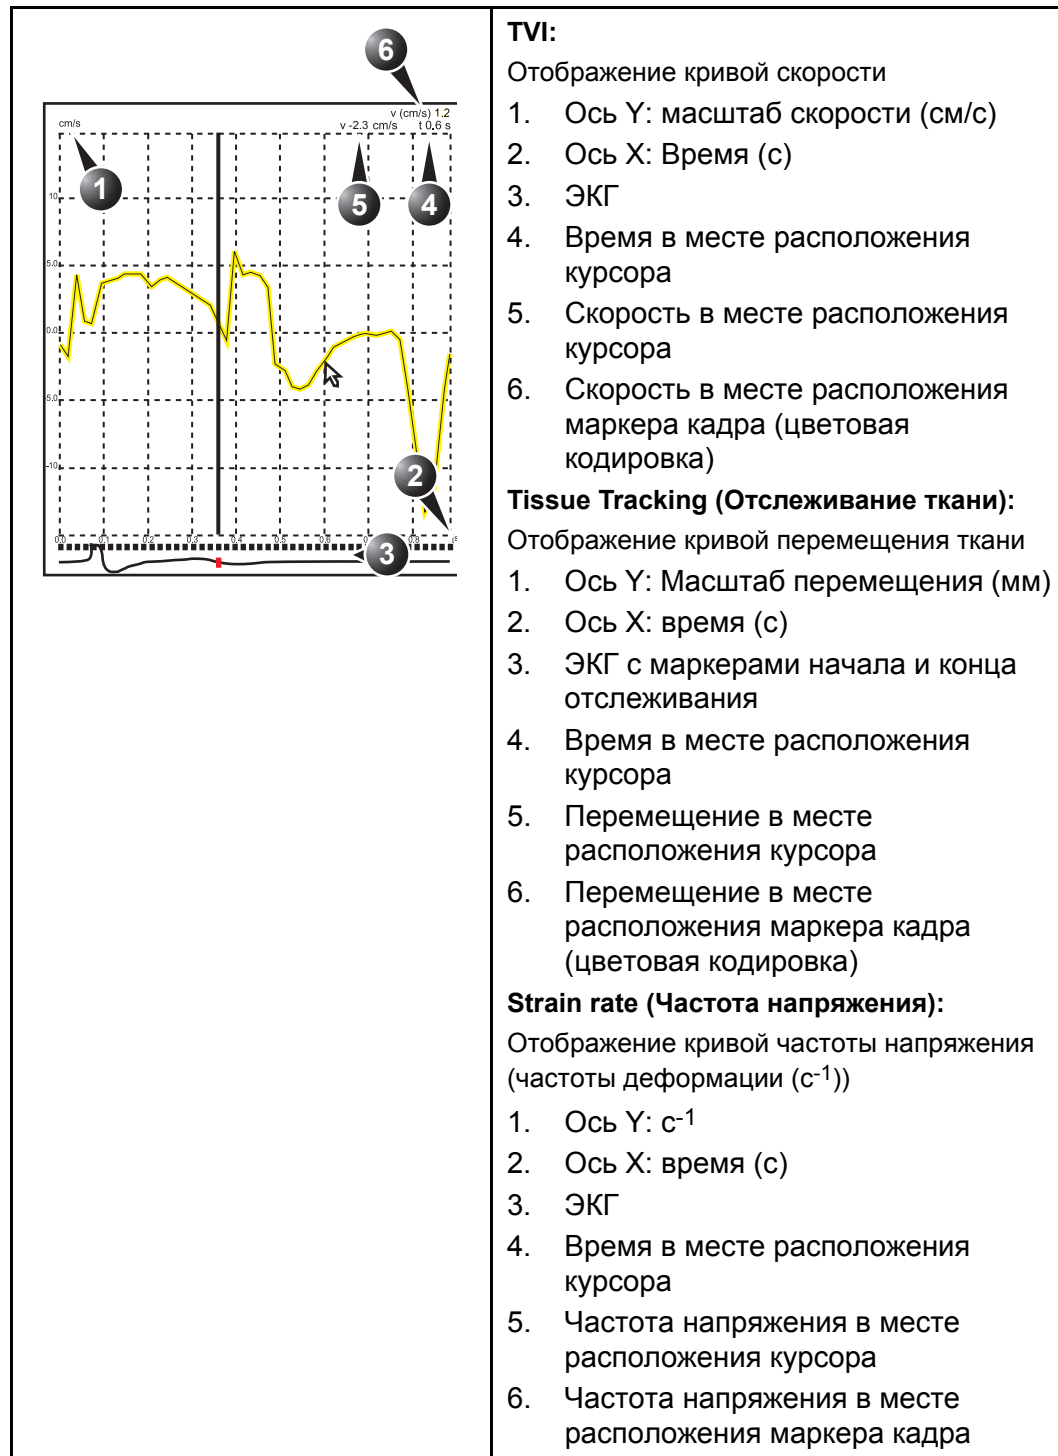 6
v (cm/s) 1.2
cm/s
v -2.3 cm/s
t 0.6 s
1
5
4
10
5.0
0.0
5.0
-10
2
0.0
0.1
0.2
0.3
0.4
0.5
0.6
0.8
3
TVI:
Отображение кривой скорости
1. Ось Y: масштаб скорости (см/с)
2. Ось X: Время (с)
3. ЭКГ
4. Время в месте расположения
курсора
5. Скорость в месте расположения
курсора
6. Скорость в месте расположения
маркера кадра (цветовая
кодировка)
Tissue Tracking (Отслеживание ткани):
Отображение кривой перемещения ткани
1. Ось Y: Масштаб перемещения (мм)
2. Ось X: время (с)
3. ЭКГ с маркерами начала и конца
отслеживания
4. Время в месте расположения
курсора
5. Перемещение в месте
расположения курсора
6. Перемещение в месте
расположения маркера кадра
(цветовая кодировка)
Strain rate (Частота напряжения):
Отображение кривой частоты напряжения
(частоты деформации (с-1))
1. Ось Y: с-1
2. Ось X: время (с)
3. ЭКГ
4. Время в месте расположения
курсора
5. Частота напряжения в месте
расположения курсора
6. Частота напряжения в месте
расположения маркера кадра